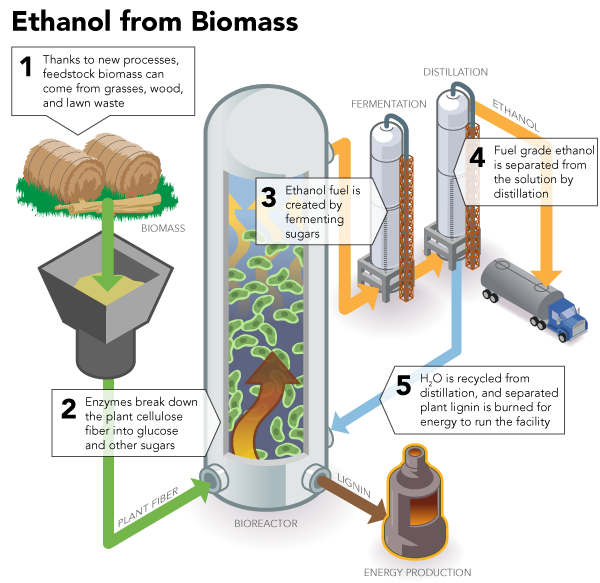 Ethanol from Biomass
1
Thanks to new processes,
feedstock biomass can
come from grasses, wood,
and lawn waste
BIOMASS
2
Enzymes break down
the plant cellulose
fiber into glucose
and other sugars
PLANT FIBER
BIOREACTOR
3
Ethanol fuel is
created by
fermenting
sugars
FERMENTATION
DISTILLATION
ETHANOL
4
Fuel grade ethanol
is separated from
the solution by
distillation
5
H₂O is recycled from
distillation, and separated
plant lignin is burned for
energy to run the facility
LIGNIN
ENERGY PRODUCTION